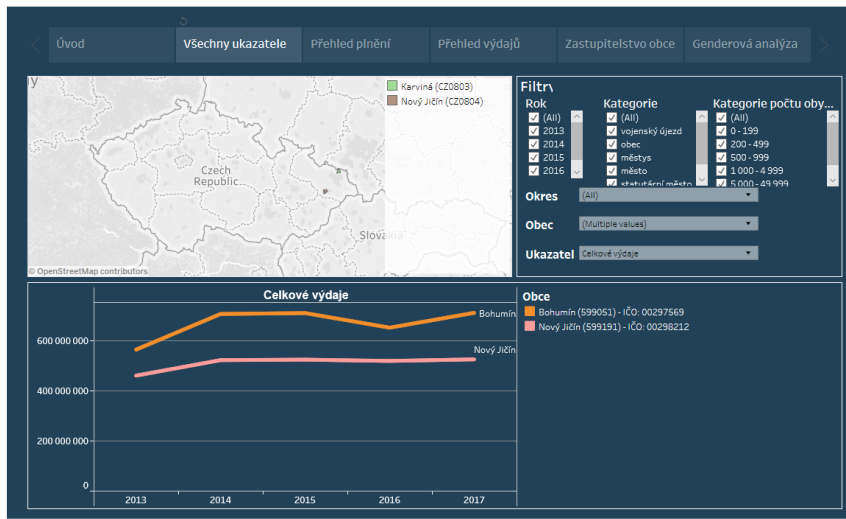 Úvod
Všechny ukazatele
Přehled plnění
Přehled výdajů
Zastupitelstvo obce
Genderová analýza
Karviná (CZ0803)
Nový Jičín (CZ0804)
Czech
Republic
Slovakia
© OpenStreetMap contributors
Filtry
Rok
(All)
2013
2014
2015
2016
Kategorie
(All)
vojenský újezd
obec
městys
město
statutární město
Kategorie počtu oby...
(All)
0 - 199
200 - 499
500 - 999
1 000 - 4 999
5 000 - 49 999
Okres
(All)
Obec
(Multiple values)
Ukazatel
Celkové výdaje
Celkové výdaje
600 000 000
400 000 000
200 000 000
0
Bohumín
Nový Jičín
2013
2014
2015
2016
2017
Obce
Bohumín (599051) - IČO: 00297569
Nový Jičín (599191) - IČO: 00298212